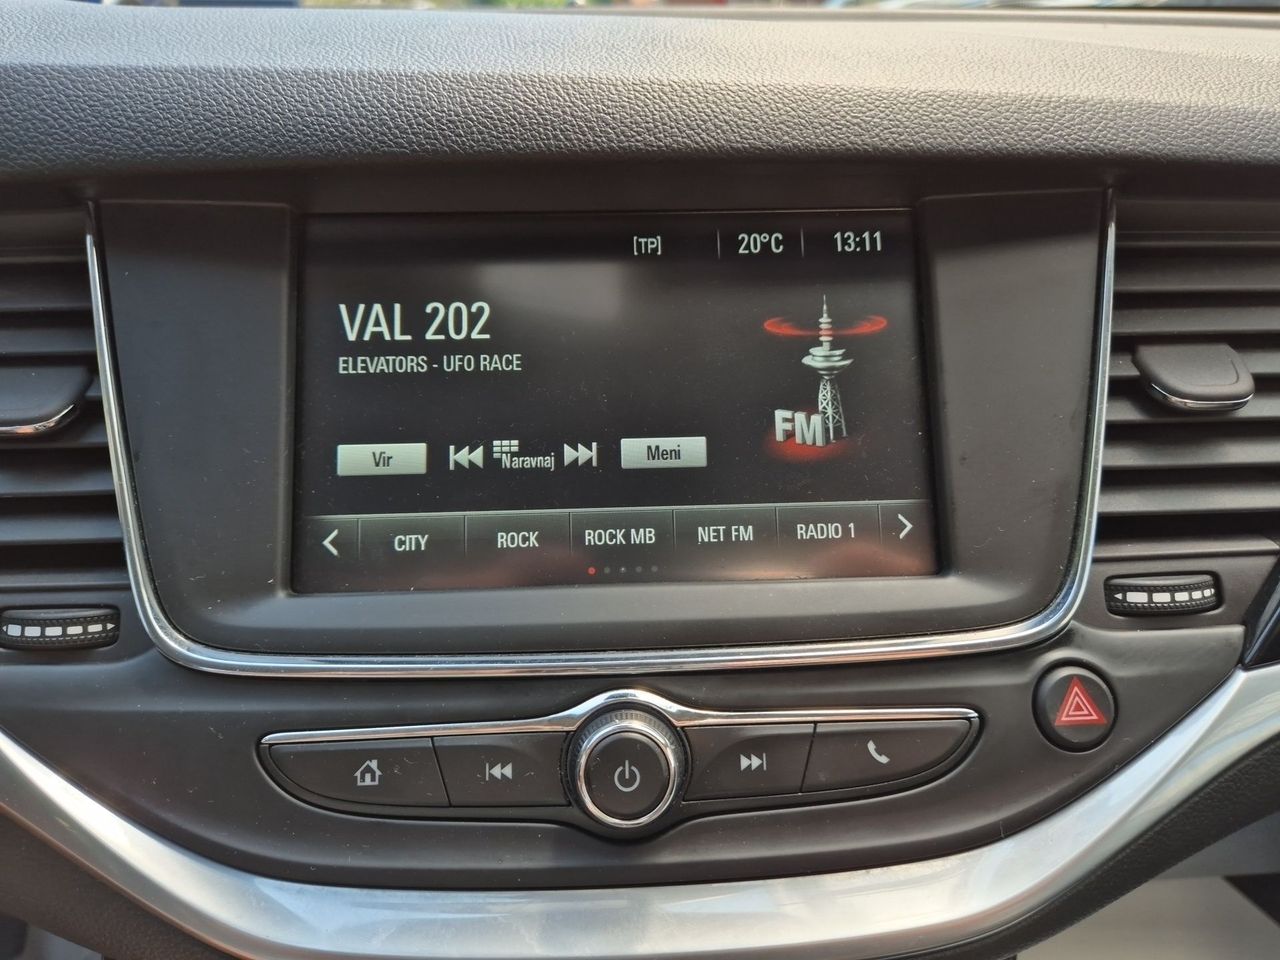 [TP] 20°C 13:11
VAL 202
ELEVATORS - UFO RACE
FM
Vir Naravnaj Meni
CITY ROCK ROCK MB NET FM RADIO 1